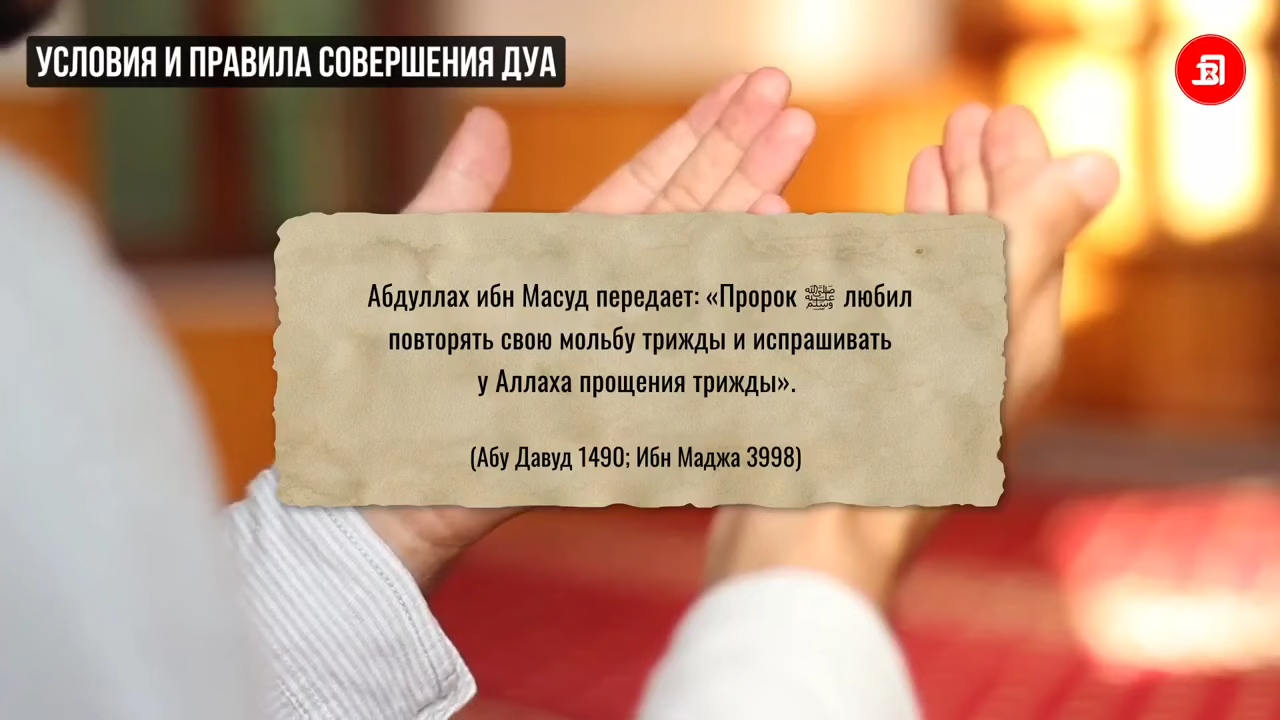 УСЛОВИЯ И ПРАВИЛА СОВЕРШЕНИЯ ДУА
Абдуллах ибн Масуд передает: «Пророк ﷺ любил
повторять свою мольбу трижды и испрашивать
у Аллаха прощения трижды».
(Абу Давуд 1490; Ибн Маджа 3998)